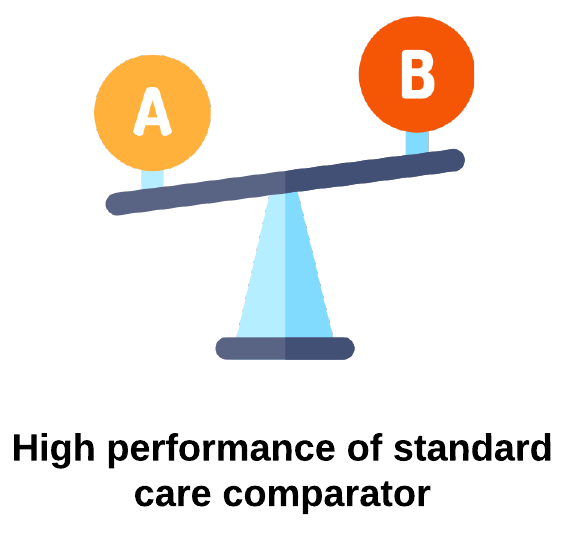 A
B
High performance of standard
care comparator